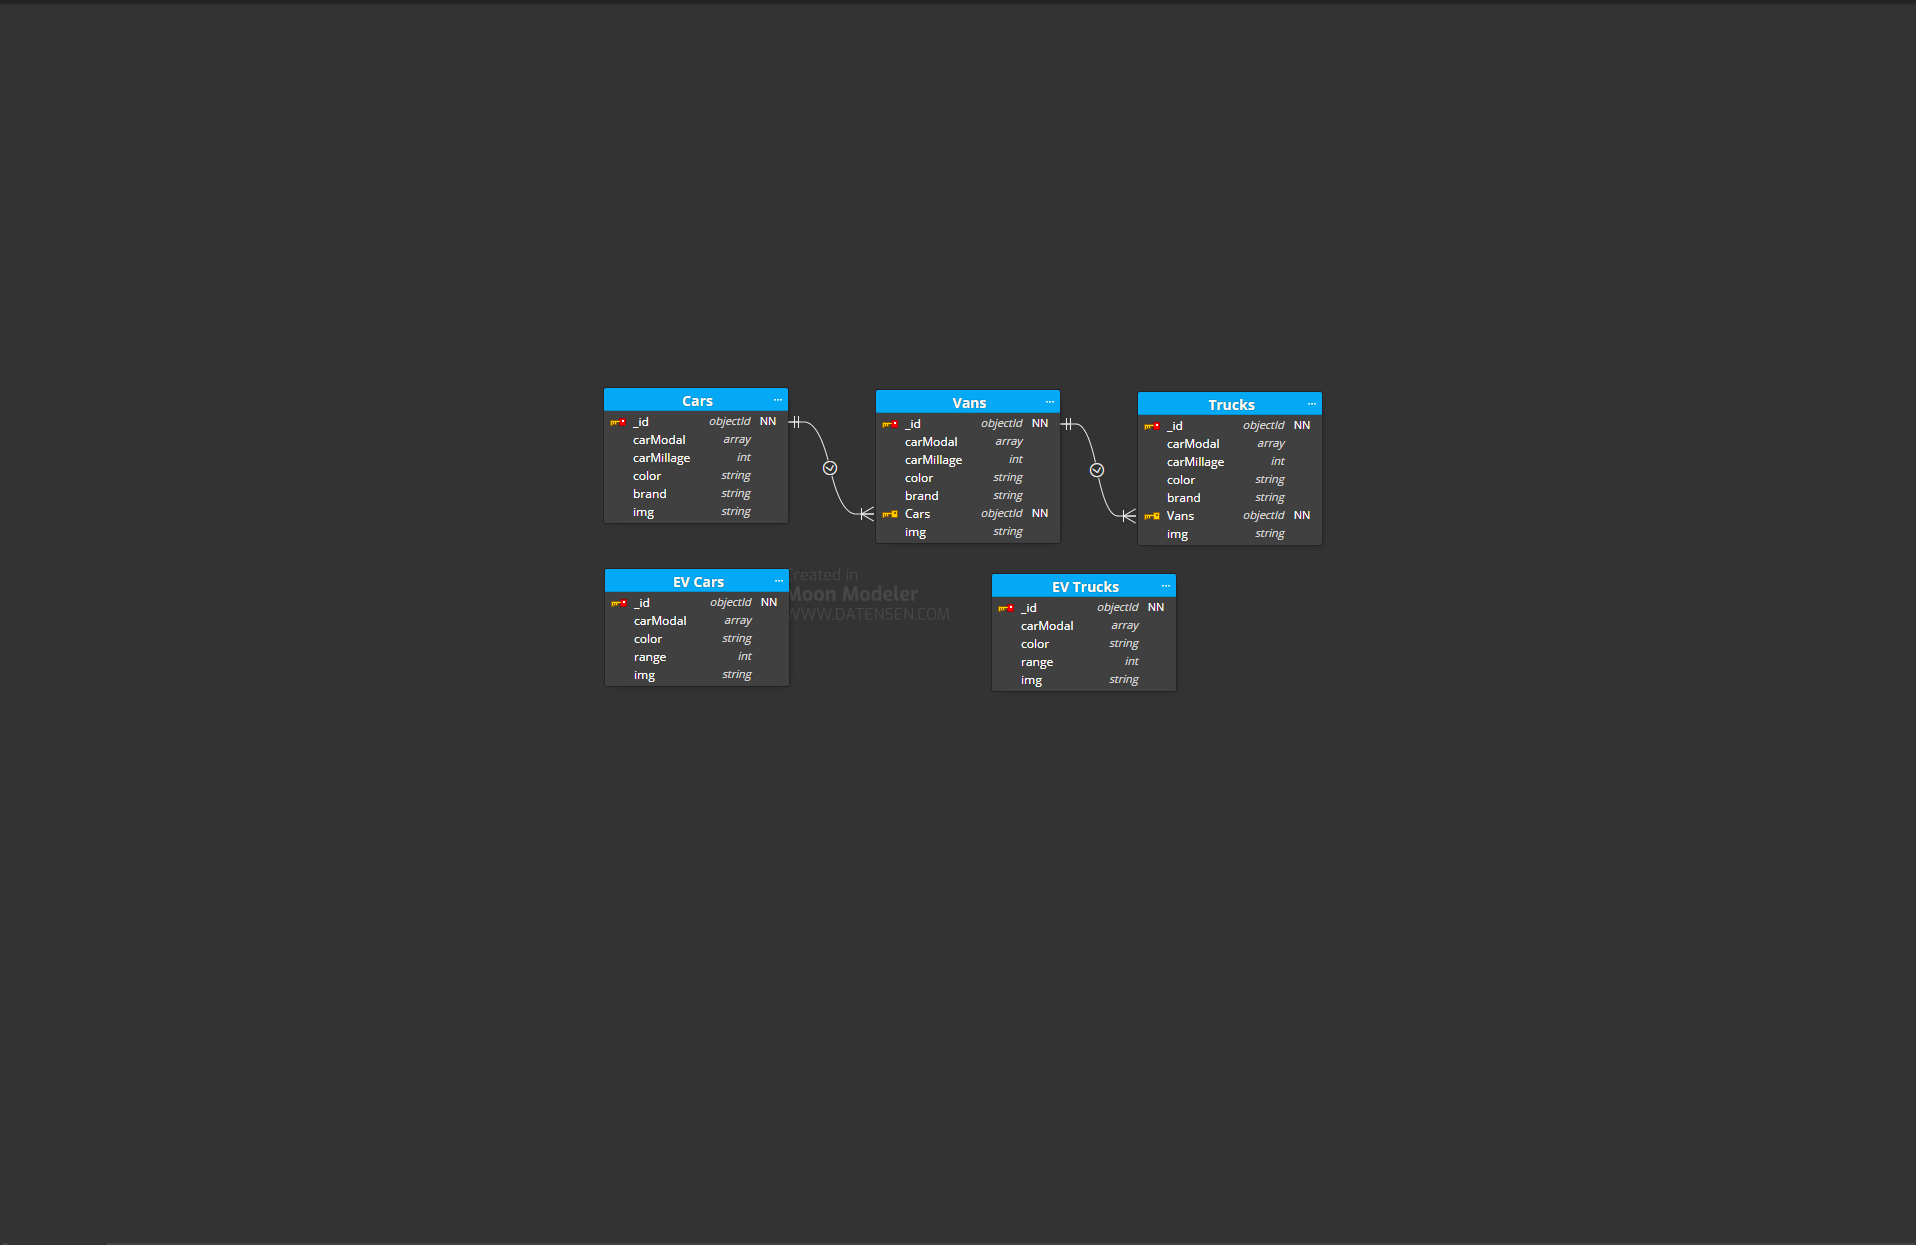 Cars ...
_id objectId NN
carModal array
carMillage int
color string
brand string
img string
Vans ...
_id objectId NN
carModal array
carMillage int
color string
brand string
Cars objectId NN
img string
Trucks ...
_id objectId NN
carModal array
carMillage int
color string
brand string
Vans objectId NN
img string
EV Cars ...
_id objectId NN
carModal array
color string
range int
img string
Created in
Moon Modeler
WWW.DATENSEN.COM
EV Trucks ...
_id objectId NN
carModal array
color string
range int
img string